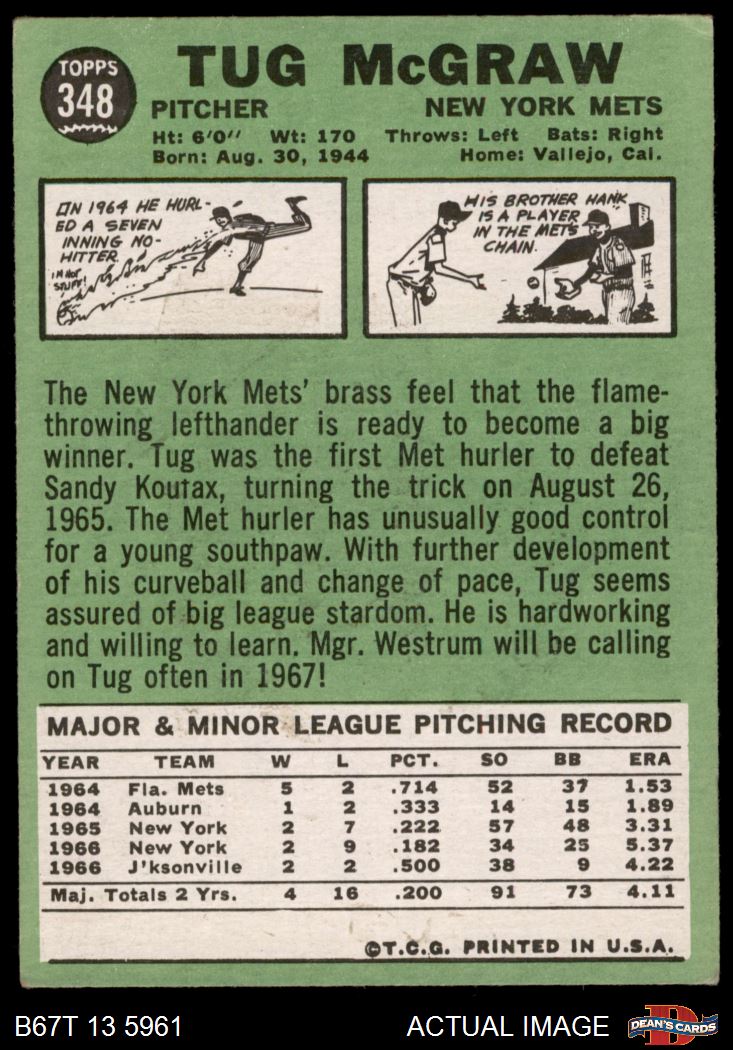 TOPPS
348
TUG McGRAW
PITCHER NEW YORK METS
Ht: 6'0'' Wt: 170 Throws: Left Bats: Right
Born: Aug. 30, 1944 Home: Vallejo, Cal.
IN 1964 HE HURL-
ED A SEVEN
INNING NO-
HITTER.
I'M HOT
STUFF!
HIS BROTHER HANK
IS A PLAYER
IN THE METS
CHAIN.
The New York Mets' brass feel that the flame-
throwing lefthander is ready to become a big
winner. Tug was the first Met hurler to defeat
Sandy Koufax, turning the trick on August 26,
1965. The Met hurler has unusually good control
for a young southpaw. With further development
of his curveball and change of pace, Tug seems
assured of big league stardom. He is hardworking
and willing to learn. Mgr. Westrum will be calling
on Tug often in 1967!
MAJOR & MINOR LEAGUE PITCHING RECORD
YEAR TEAM W L PCT. SO BB ERA
1964 Fla. Mets 5 2 .714 52 37 1.53
1964 Auburn 1 2 .333 14 15 1.89
1965 New York 2 7 .222 57 48 3.31
1966 New York 2 9 .182 34 25 5.37
1966 J'ksonville 2 2 .500 38 9 4.22
Maj. Totals 2 Yrs. 4 16 .200 91 73 4.11
©T.C.G. PRINTED IN U.S.A.
B67T 13 5961 ACTUAL IMAGE DEAN'S CARDS